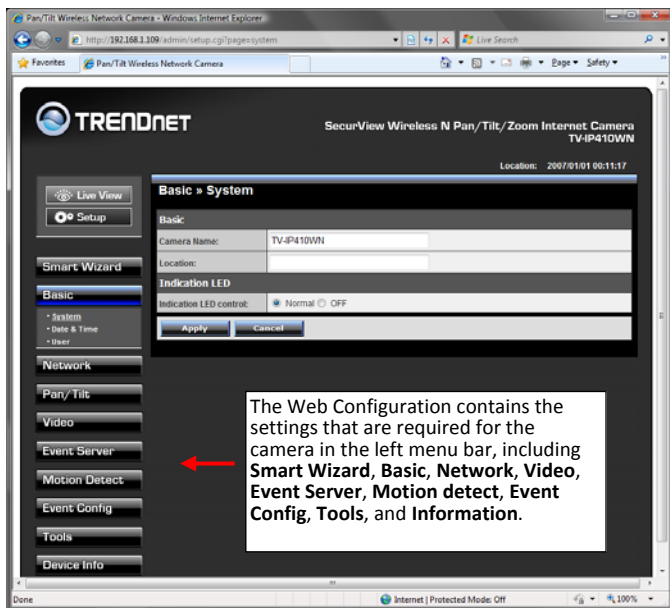 Pan/Tilt Wireless Network Camera - Windows Internet Explorer
http://192.168.1.109/admin/setup.cgi?page=system
Live Search
Favorites
Pan/Tilt Wireless Network Camera
Page
Safety
TRENDnET
SecurView Wireless N Pan/Tilt/Zoom Internet Camera
TV-IP410WN
Location: 2007/01/01 00:11:17
Live View
Setup
Basic » System
Basic
Camera Name: TV-IP410WN
Location:
Indication LED
Indication LED control: Normal OFF
Apply Cancel
Smart Wizard
Basic
• System
• Date & Time
• User
Network
Pan/Tilt
Video
Event Server
Motion Detect
Event Config
Tools
Device Info
The Web Configuration contains the
settings that are required for the
camera in the left menu bar, including
Smart Wizard, Basic, Network, Video,
Event Server, Motion detect, Event
Config, Tools, and Information.
Done
Internet | Protected Mode: Off
100%